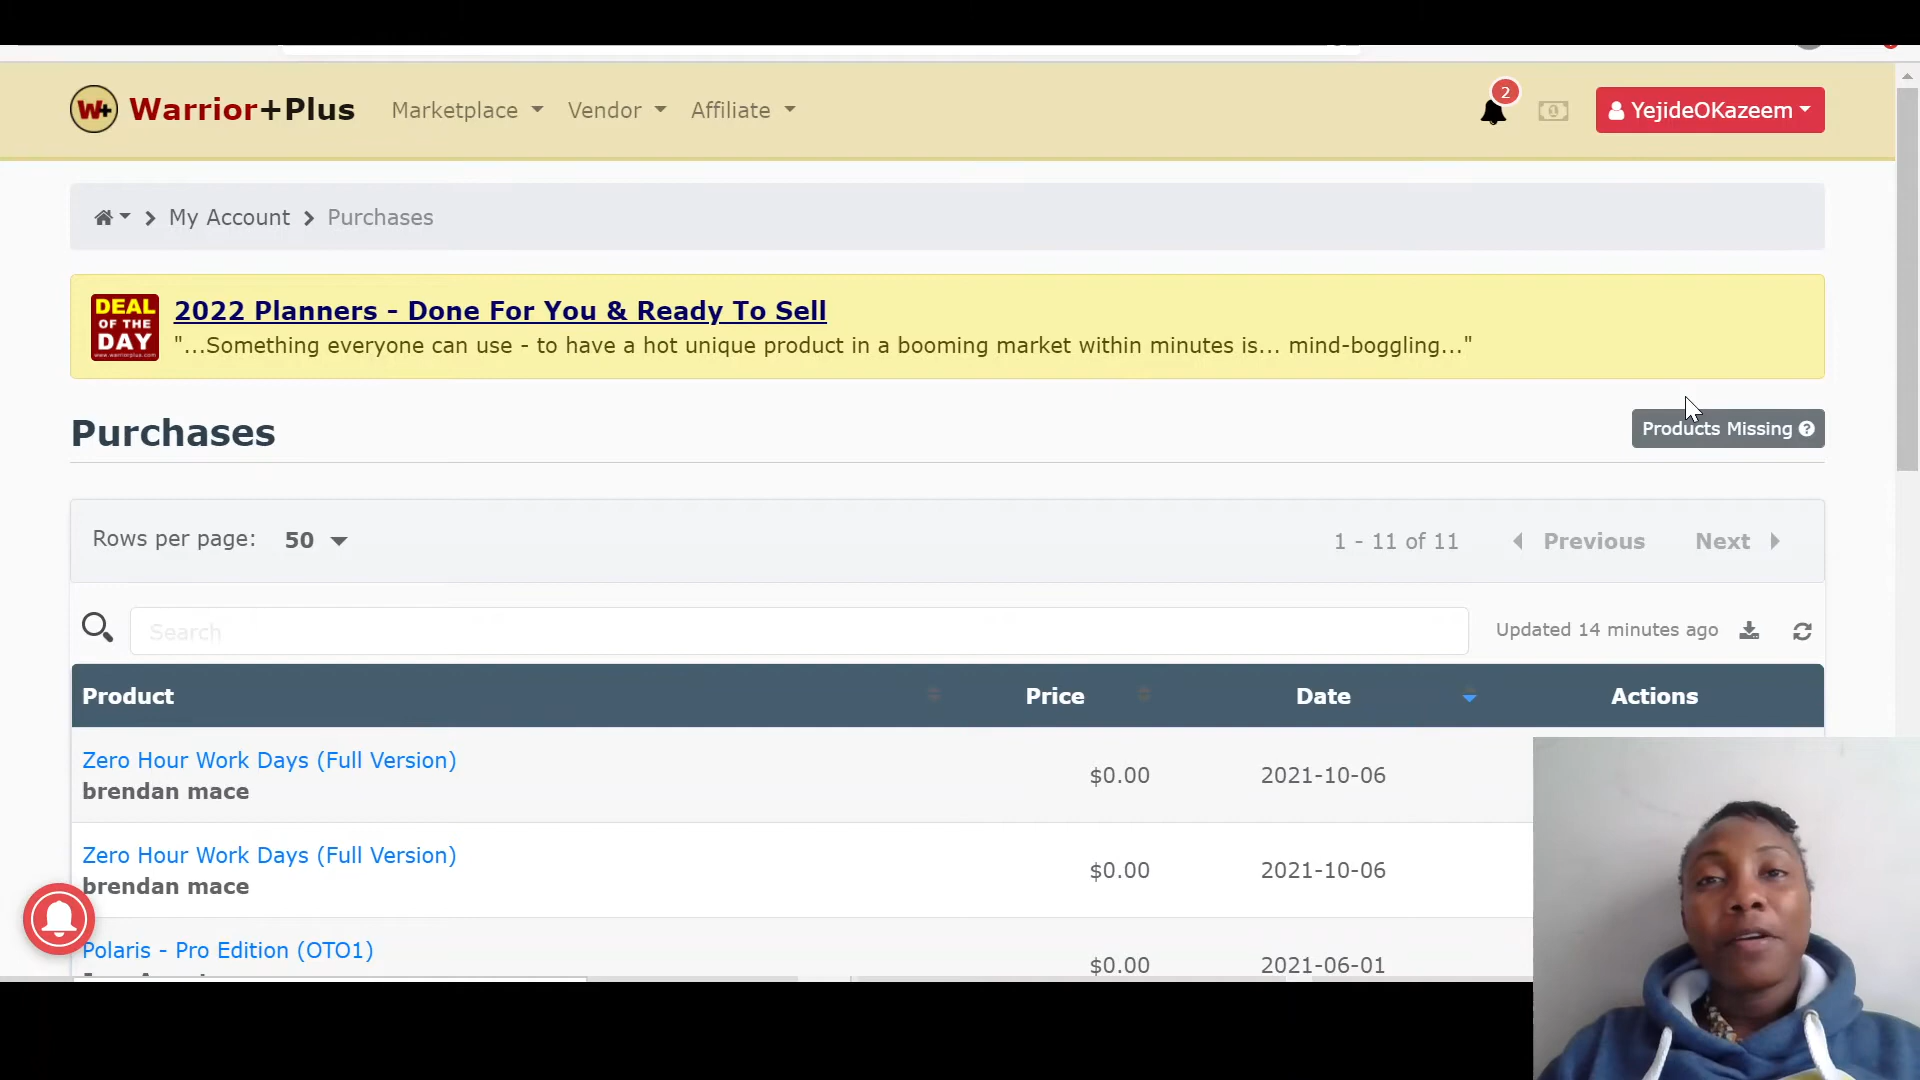 W+ Warrior+Plus Marketplace Vendor Affiliate 2 YejideOKazeem
My Account Purchases
DEAL OF THE DAY www.warriorplus.com
2022 Planners - Done For You & Ready To Sell
"...Something everyone can use - to have a hot unique product in a booming market within minutes is... mind-boggling..."
Purchases Products Missing ?
Rows per page: 50 1 - 11 of 11 Previous Next
Search Updated 14 minutes ago
Product Price Date Actions
Zero Hour Work Days (Full Version)
brendan mace $0.00 2021-10-06
Zero Hour Work Days (Full Version)
brendan mace $0.00 2021-10-06
Polaris - Pro Edition (OTO1)
$0.00 2021-06-01